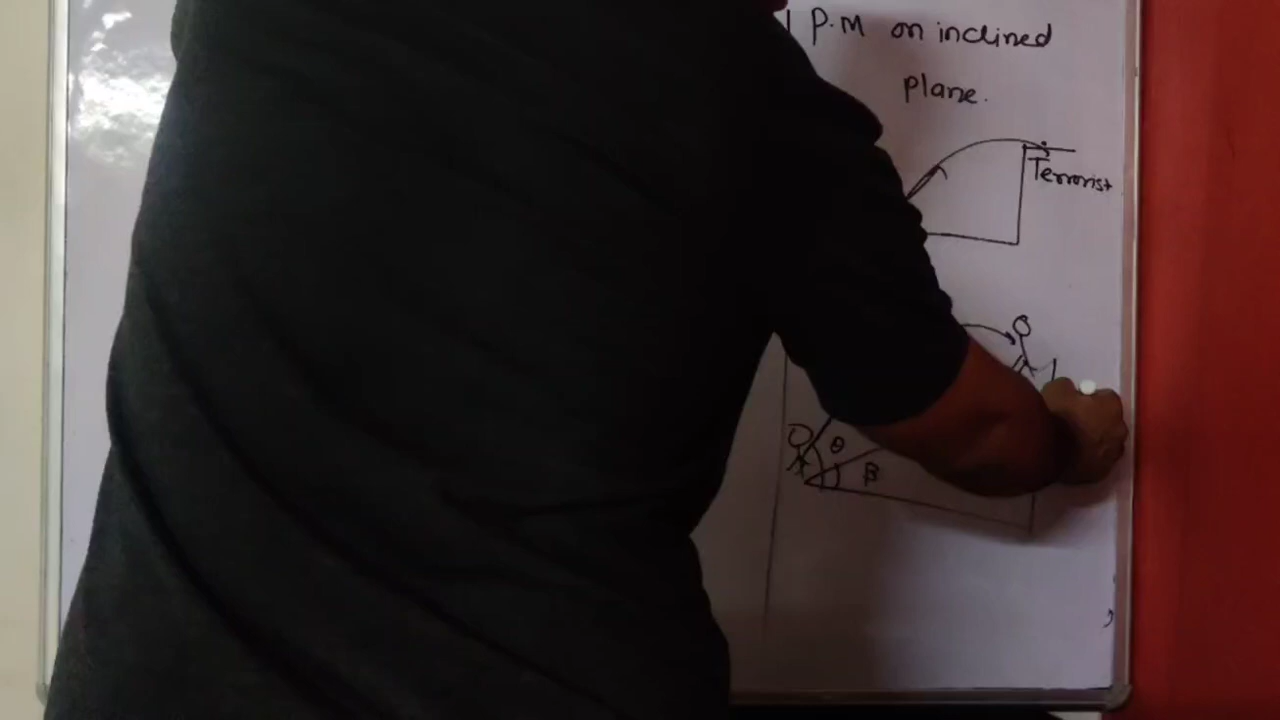 P.M on inclined
plane.
Terrorist
θ
β